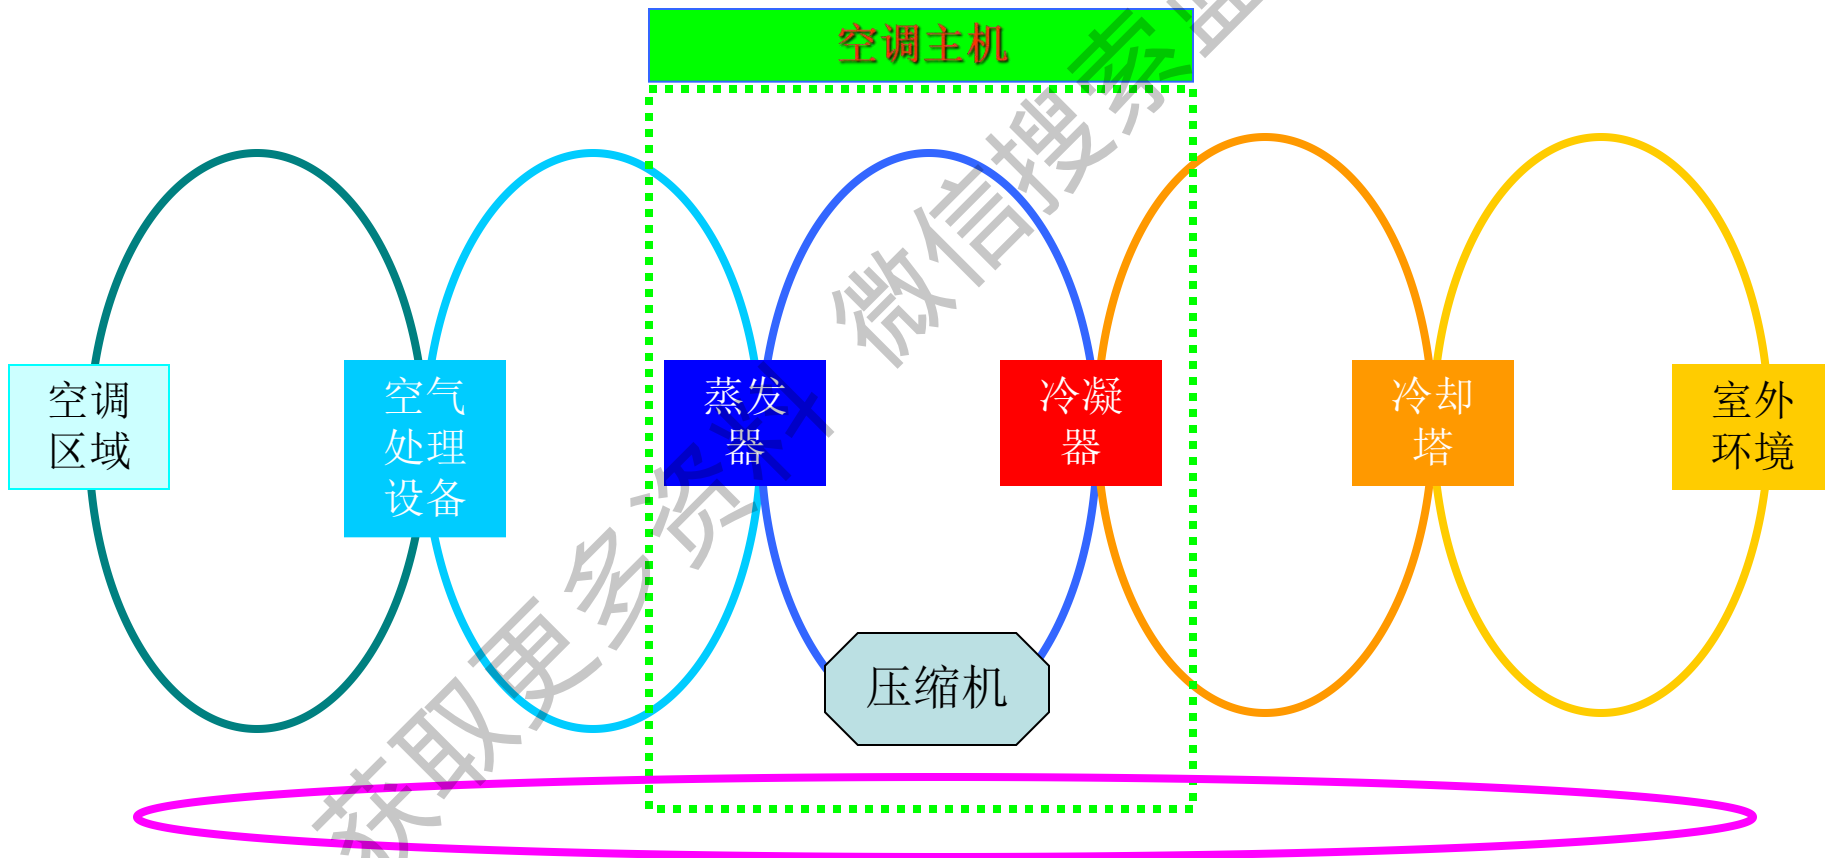 空调主机
空调
区域
空气
处理
设备
蒸发
器
冷凝
器
冷却
塔
室外
环境
压缩机
获取更多资料 微信搜索